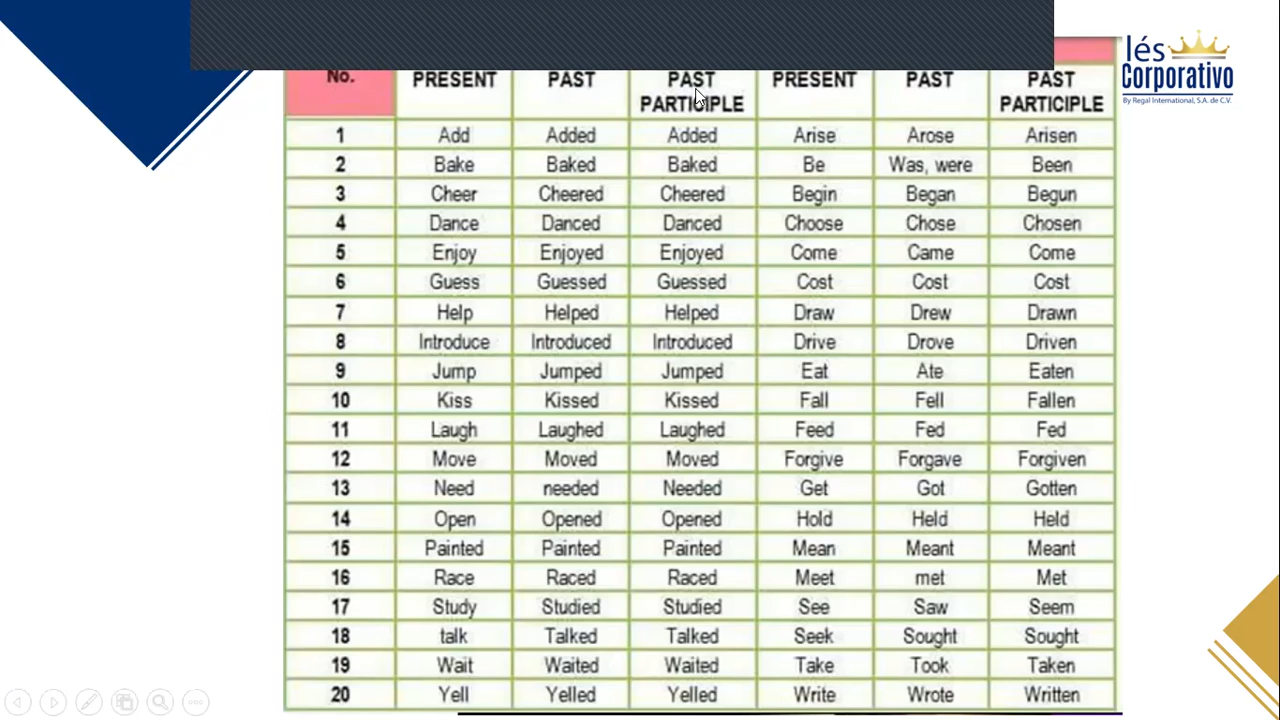 lés
Corporativo
By Regal International, S.A. de C.V.
No. PRESENT PAST PAST PARTICIPLE PRESENT PAST PAST PARTICIPLE
1 Add Added Added Arise Arose Arisen
2 Bake Baked Baked Be Was, were Been
3 Cheer Cheered Cheered Begin Began Begun
4 Dance Danced Danced Choose Chose Chosen
5 Enjoy Enjoyed Enjoyed Come Came Come
6 Guess Guessed Guessed Cost Cost Cost
7 Help Helped Helped Draw Drew Drawn
8 Introduce Introduced Introduced Drive Drove Driven
9 Jump Jumped Jumped Eat Ate Eaten
10 Kiss Kissed Kissed Fall Fell Fallen
11 Laugh Laughed Laughed Feed Fed Fed
12 Move Moved Moved Forgive Forgave Forgiven
13 Need needed Needed Get Got Gotten
14 Open Opened Opened Hold Held Held
15 Painted Painted Painted Mean Meant Meant
16 Race Raced Raced Meet met Met
17 Study Studied Studied See Saw Seem
18 talk Talked Talked Seek Sought Sought
19 Wait Waited Waited Take Took Taken
20 Yell Yelled Yelled Write Wrote Written